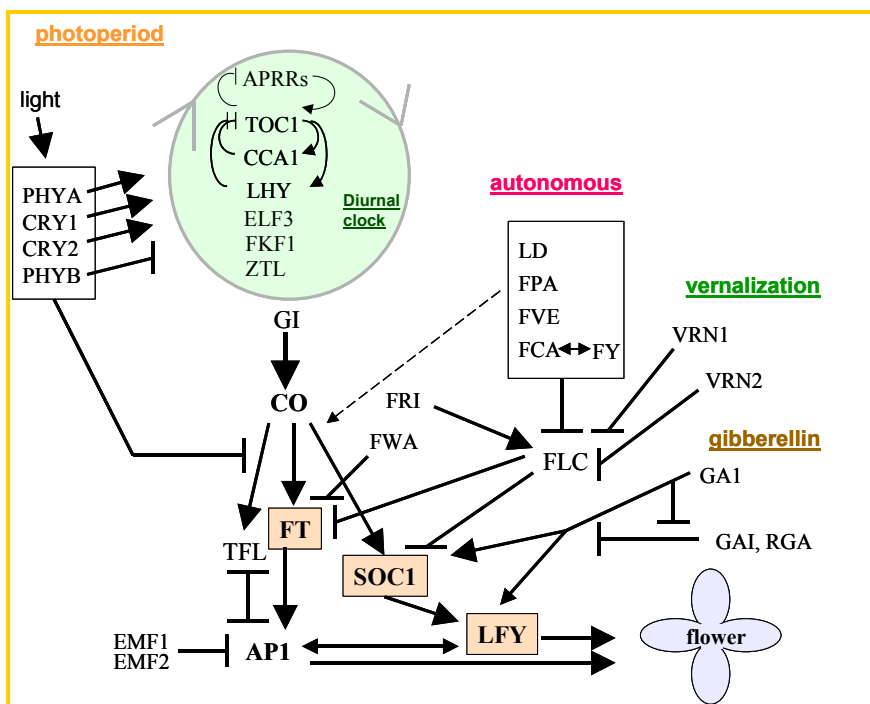 photoperiod
light
PHYA
CRY1
CRY2
PHYB
APRRs
TOC1
CCA1
LHY
ELF3
FKF1
ZTL
Diurnal
clock
GI
CO
autonomous
LD
FPA
FVE
FCA FY
vernalization
VRN1
VRN2
FRI
FWA
FLC
gibberellin
GA1
GAI, RGA
FT
TFL
SOC1
LFY
EMF1
EMF2
AP1
flower